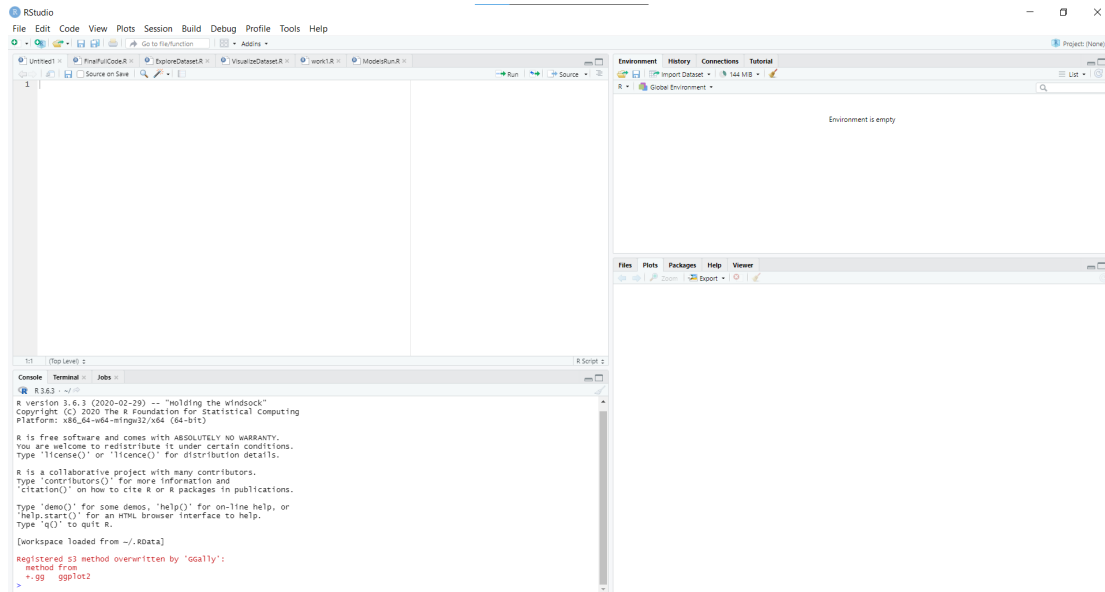 RStudio
File Edit Code View Plots Session Build Debug Profile Tools Help
Go to file/function Addins Project: (None)
Untitled1 FinalFullCode.R ExploreDataset.R VisualizeDataset.R work1.R ModelsRun.R
Source on Save Run Source
1
1:1 (Top Level) R Script
Console Terminal Jobs
R 3.6.3 · ~/
R version 3.6.3 (2020-02-29) -- "Holding the Windsock"
Copyright (C) 2020 The R Foundation for Statistical Computing
Platform: x86_64-w64-mingw32/x64 (64-bit)
R is free software and comes with ABSOLUTELY NO WARRANTY.
You are welcome to redistribute it under certain conditions.
Type 'license()' or 'licence()' for distribution details.
R is a collaborative project with many contributors.
Type 'contributors()' for more information and
'citation()' on how to cite R or R packages in publications.
Type 'demo()' for some demos, 'help()' for on-line help, or
'help.start()' for an HTML browser interface to help.
Type 'q()' to quit R.
[Workspace loaded from ~/.RData]
Registered S3 method overwritten by 'GGally':
method from
+.gg ggplot2
>
Environment History Connections Tutorial
Import Dataset 144 MiB List
R Global Environment
Environment is empty
Files Plots Packages Help Viewer
Zoom Export